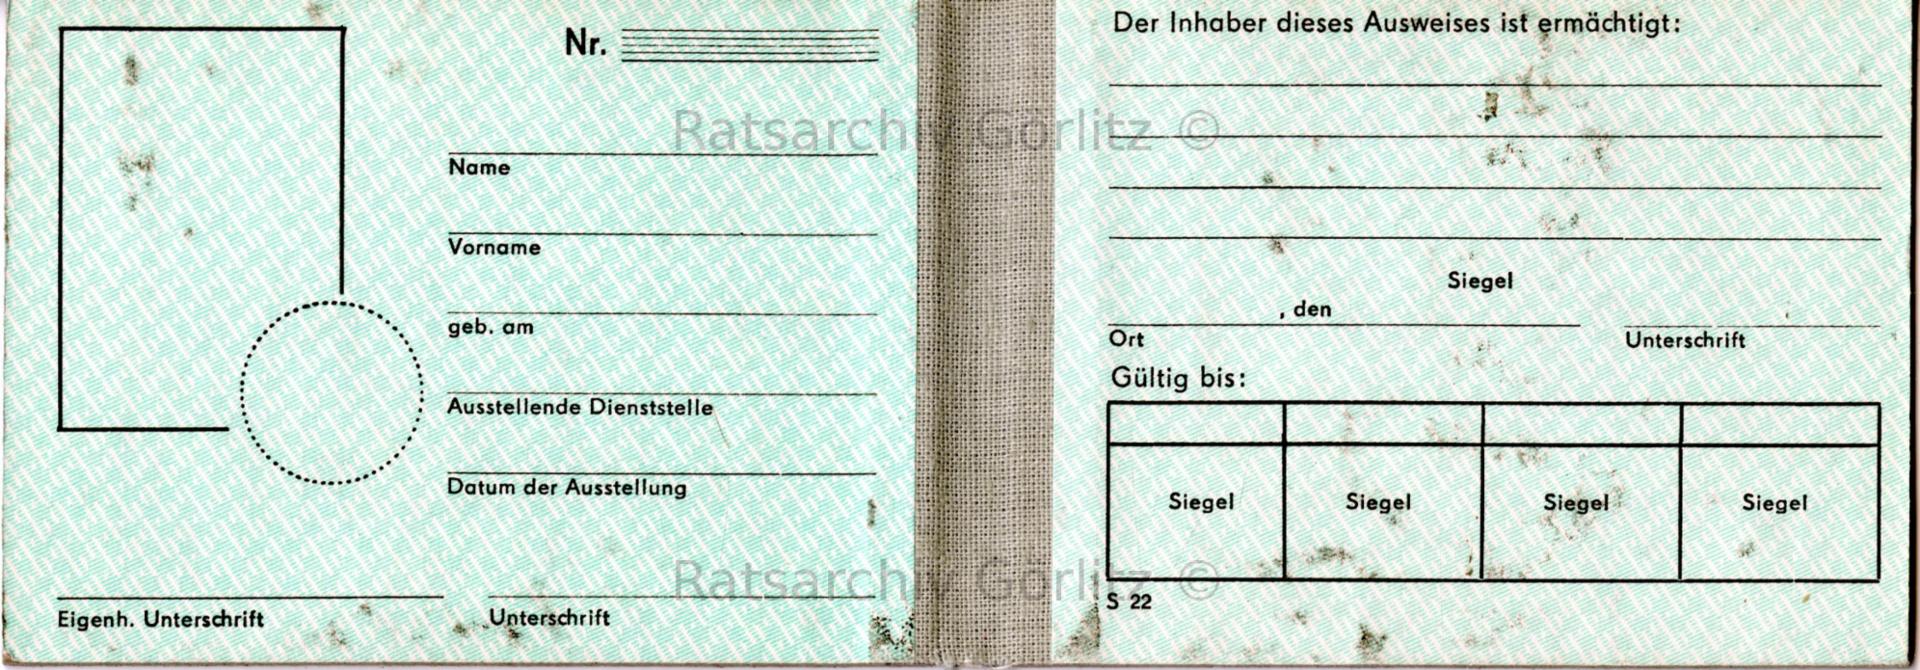 Nr.
Name
Vorname
geb. am
Ausstellende Dienststelle
Datum der Ausstellung
Eigenh. Unterschrift
Unterschrift
Der Inhaber dieses Ausweises ist ermächtigt:
Siegel
, den
Ort
Unterschrift
Gültig bis:
Siegel Siegel Siegel Siegel
S 22
Ratsarchiv Görlitz ©
Ratsarchiv Görlitz ©